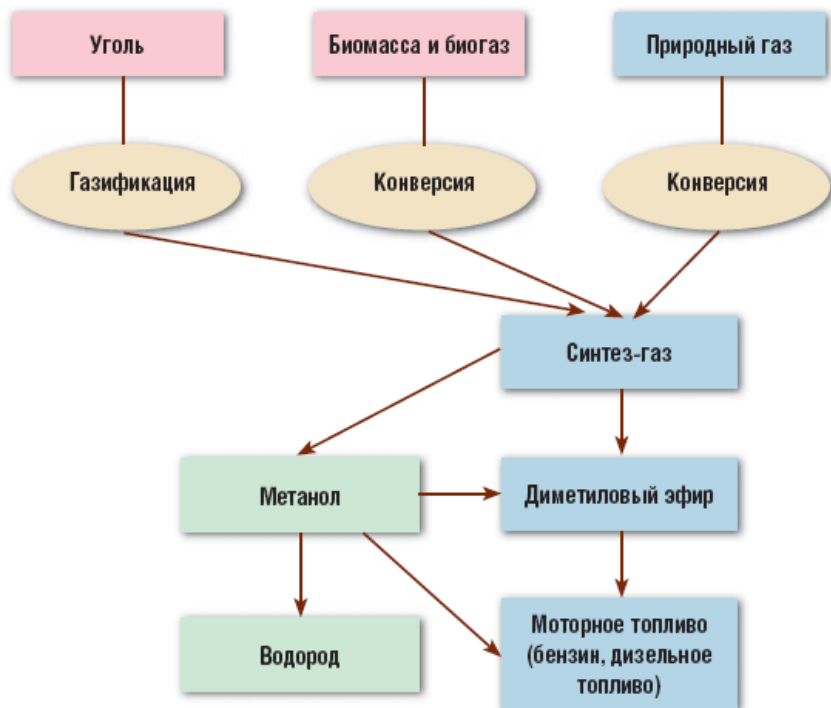 Уголь
Биомасса и биогаз
Природный газ
Газификация
Конверсия
Конверсия
Синтез-газ
Метанол
Диметиловый эфир
Водород
Моторное топливо
(бензин, дизельное
топливо)